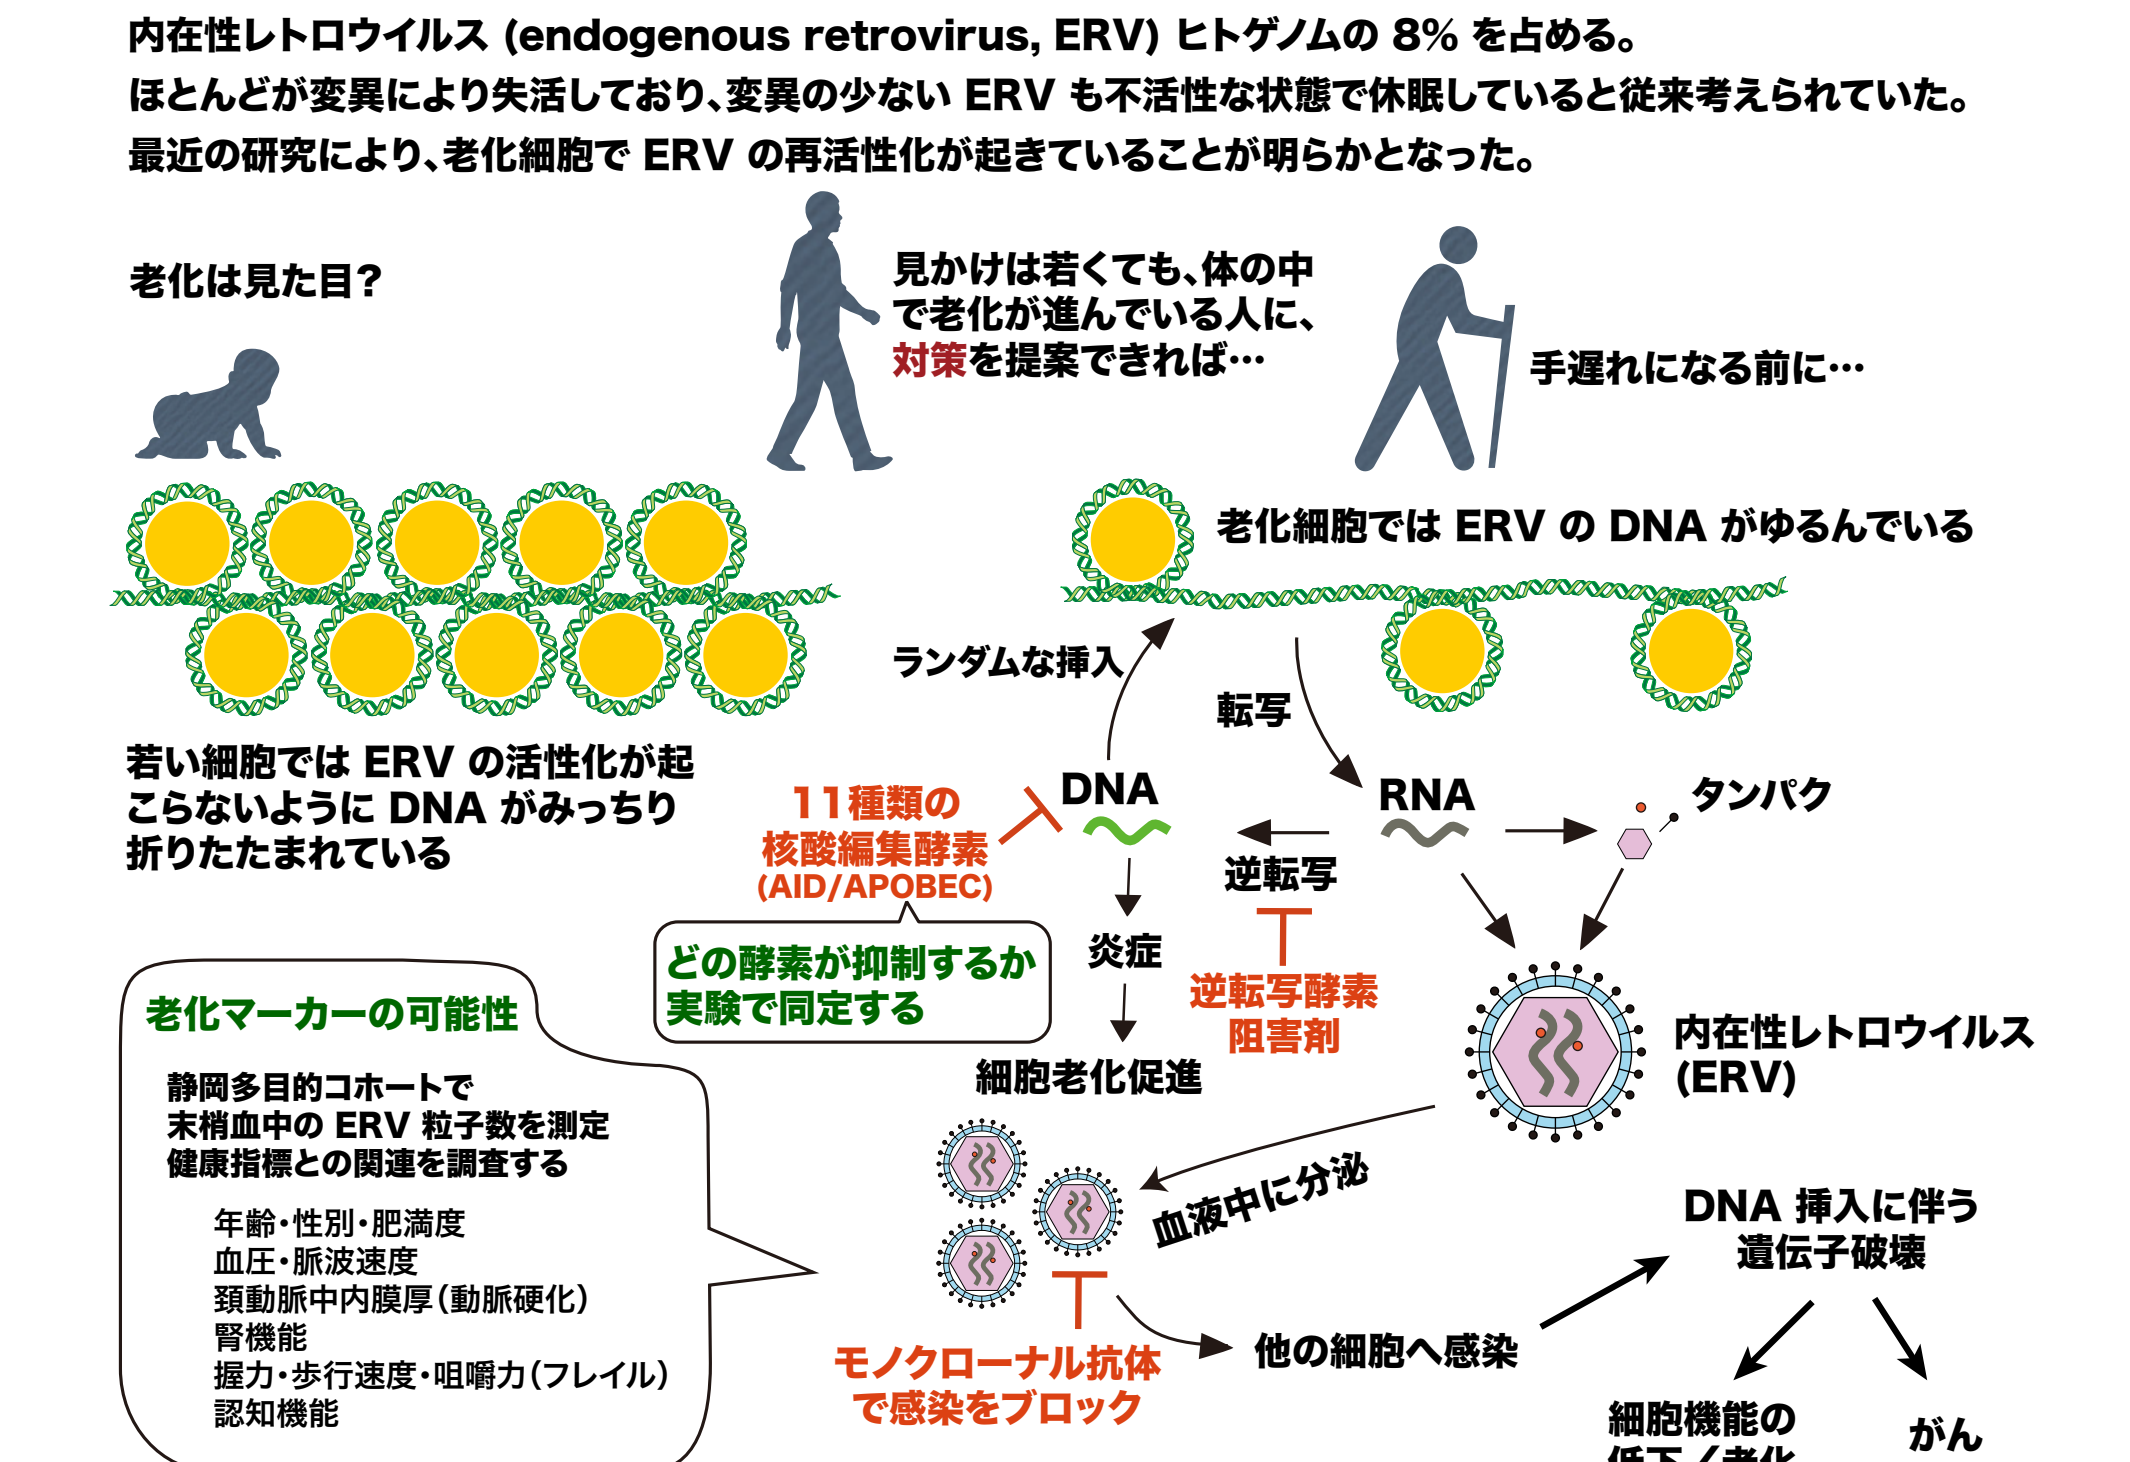 内在性レトロウイルス (endogenous retrovirus, ERV) ヒトゲノムの 8% を占める。
ほとんどが変異により失活しており、変異の少ない ERV も不活性な状態で休眠していると従来考えられていた。
最近の研究により、老化細胞で ERV の再活性化が起きていることが明らかとなった。
老化は見た目？
見かけは若くても、体の中
で老化が進んでいる人に、
対策を提案できれば…
手遅れになる前に…
老化細胞では ERV の DNA がゆるんでいる
若い細胞では ERV の活性化が起
こらないように DNA がみっちり
折りたたまれている
ランダムな挿入
転写
DNA
RNA
タンパク
11種類の
核酸編集酵素
(AID/APOBEC)
逆転写
どの酵素が抑制するか
実験で同定する
炎症
逆転写酵素
阻害剤
細胞老化促進
内在性レトロウイルス
(ERV)
老化マーカーの可能性
静岡多目的コホートで
末梢血中の ERV 粒子数を測定
健康指標との関連を調査する
年齢・性別・肥満度
血圧・脈波速度
頚動脈中内膜厚（動脈硬化）
腎機能
握力・歩行速度・咀嚼力（フレイル）
認知機能
血液中に分泌
モノクローナル抗体
で感染をブロック
他の細胞へ感染
DNA 挿入に伴う
遺伝子破壊
細胞機能の
低下／老化
がん